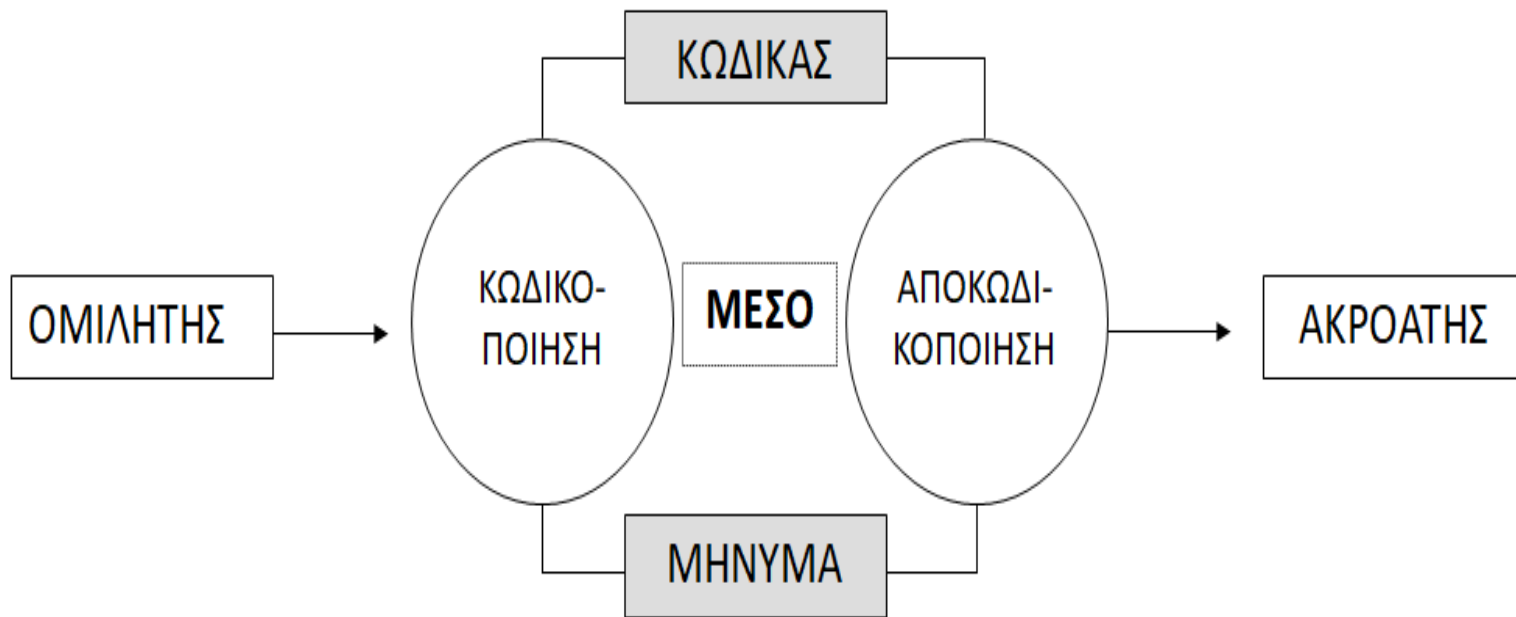 ΚΩΔΙΚΑΣ
ΟΜΙΛΗΤΗΣ
ΚΩΔΙΚΟ-
ΠΟΙΗΣΗ
ΜΕΣΟ
ΑΠΟΚΩΔΙ-
ΚΟΠΟΙΗΣΗ
ΑΚΡΟΑΤΗΣ
ΜΗΝΥΜΑ